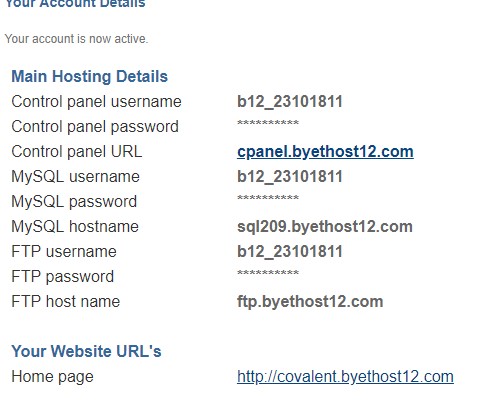 Your Account Details
Your account is now active.
Main Hosting Details
Control panel username b12_23101811
Control panel password **********
Control panel URL cpanel.byethost12.com
MySQL username b12_23101811
MySQL password **********
MySQL hostname sql209.byethost12.com
FTP username b12_23101811
FTP password **********
FTP host name ftp.byethost12.com
Your Website URL's
Home page http://covalent.byethost12.com